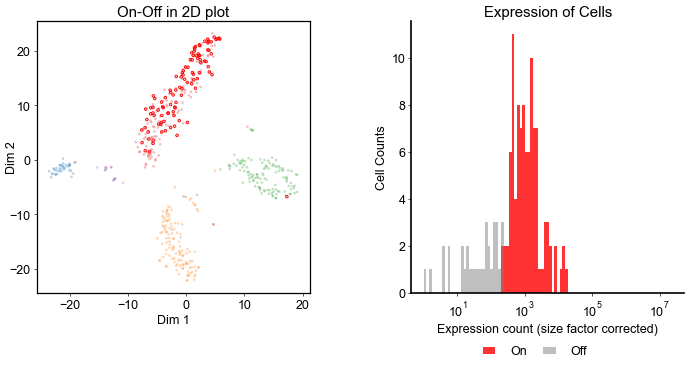 On-Off in 2D plot
20
10
0
−10
−20
Dim 2
−20
−10
0
10
20
Dim 1
Expression of Cells
10
8
6
4
2
0
Cell Counts
10^1
10^3
10^5
10^7
Expression count (size factor corrected)
On
Off